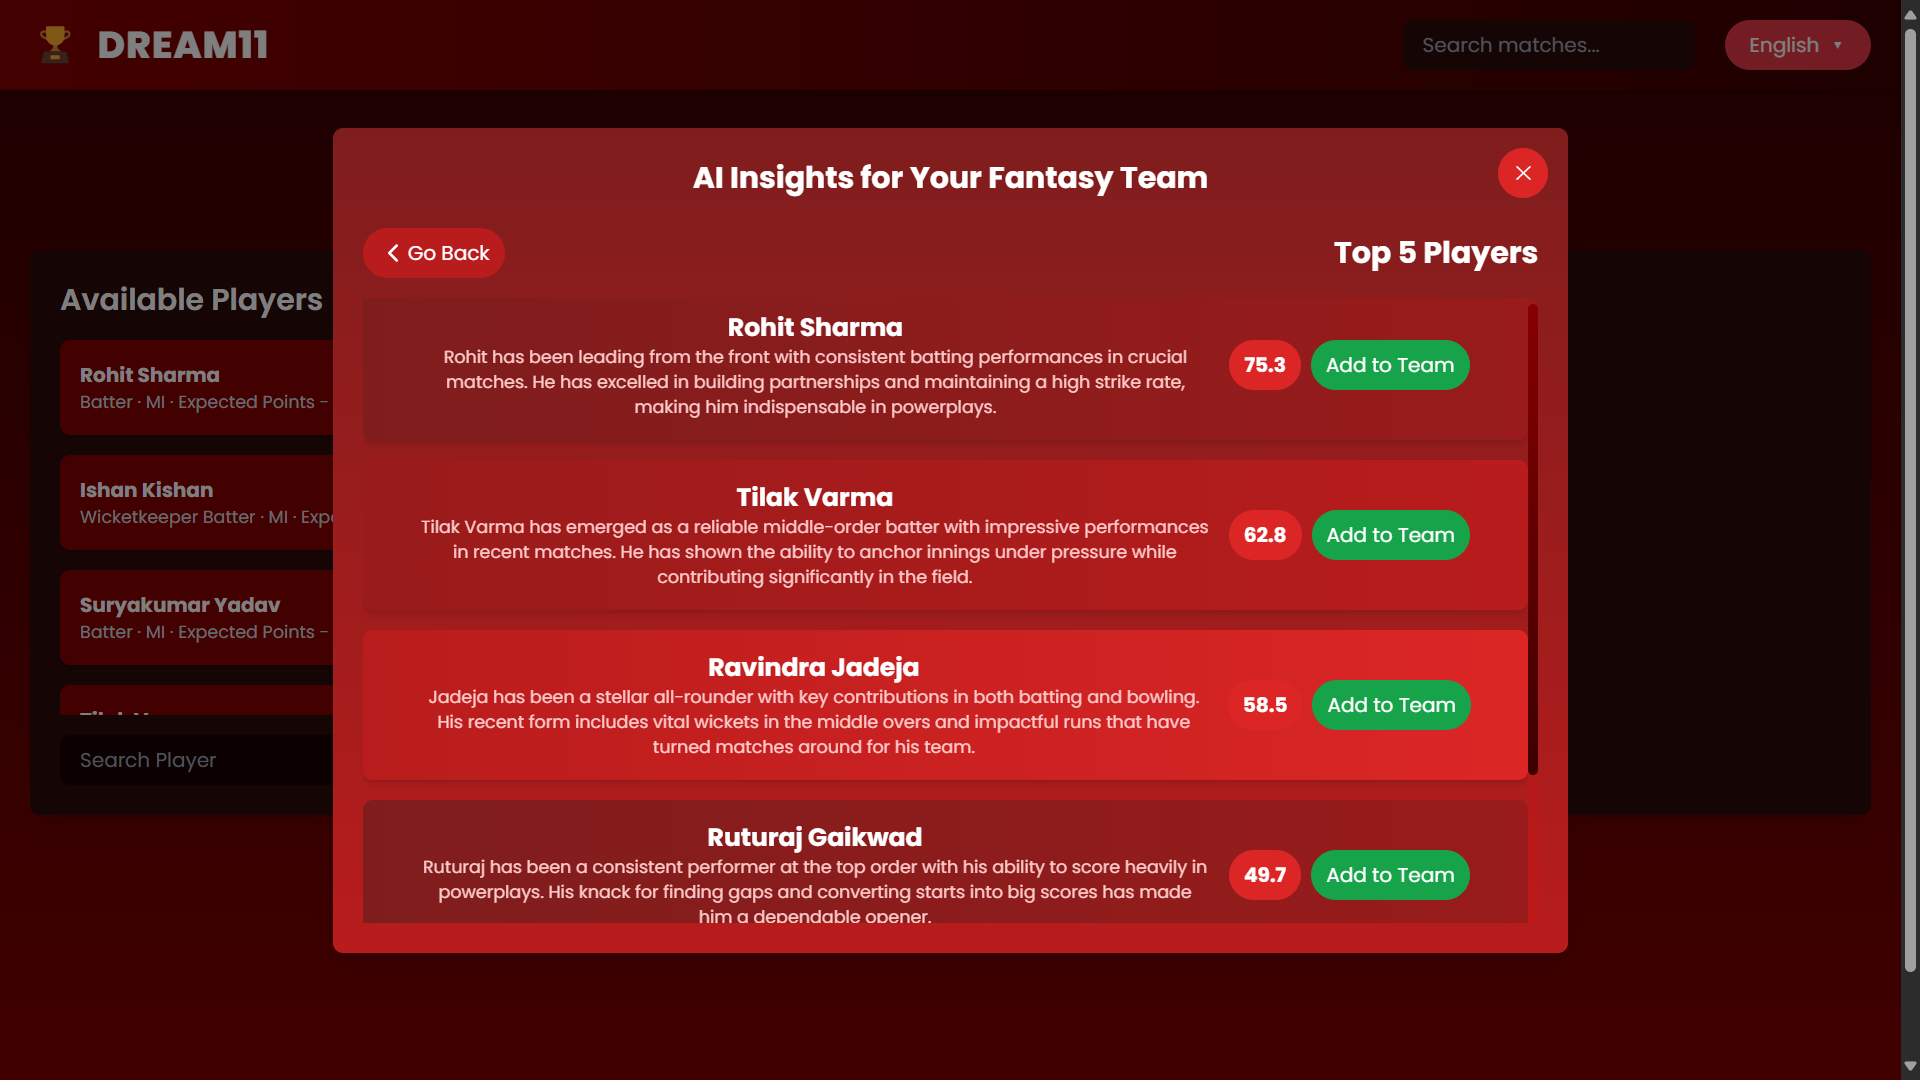 DREAM11
Search matches...
English
AI Insights for Your Fantasy Team
Go Back
Top 5 Players
Available Players
Rohit Sharma
Batter · MI · Expected Points -
Ishan Kishan
Wicketkeeper Batter · MI ·
Suryakumar Yadav
Batter · MI · Expected Points -
Search Player
Rohit Sharma
Rohit has been leading from the front with consistent batting performances in crucial
matches. He has excelled in building partnerships and maintaining a high strike rate,
making him indispensable in powerplays.
75.3
Add to Team
Tilak Varma
Tilak Varma has emerged as a reliable middle-order batter with impressive performances
in recent matches. He has shown the ability to anchor innings under pressure while
contributing significantly in the field.
62.8
Add to Team
Ravindra Jadeja
Jadeja has been a stellar all-rounder with key contributions in both batting and bowling.
His recent form includes vital wickets in the middle overs and impactful runs that have
turned matches around for his team.
58.5
Add to Team
Ruturaj Gaikwad
Ruturaj has been a consistent performer at the top order with his ability to score heavily in
powerplays. His knack for finding gaps and converting starts into big scores has made
him a dependable opener.
49.7
Add to Team